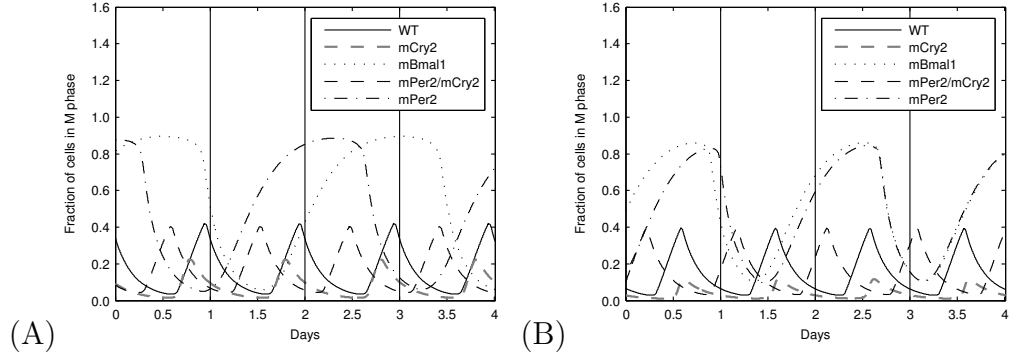 Fraction of cells in M phase
1.6
1.4
1.2
1.0
0.8
0.6
0.4
0.2
0.0
0 0.5 1 1.5 2 2.5 3 3.5 4
Days
WT
mCry2
mBmal1
mPer2/mCry2
mPer2
(A)
Fraction of cells in M phase
1.6
1.4
1.2
1.0
0.8
0.6
0.4
0.2
0.0
0 0.5 1 1.5 2 2.5 3 3.5 4
Days
WT
mCry2
mBmal1
mPer2/mCry2
mPer2
(B)